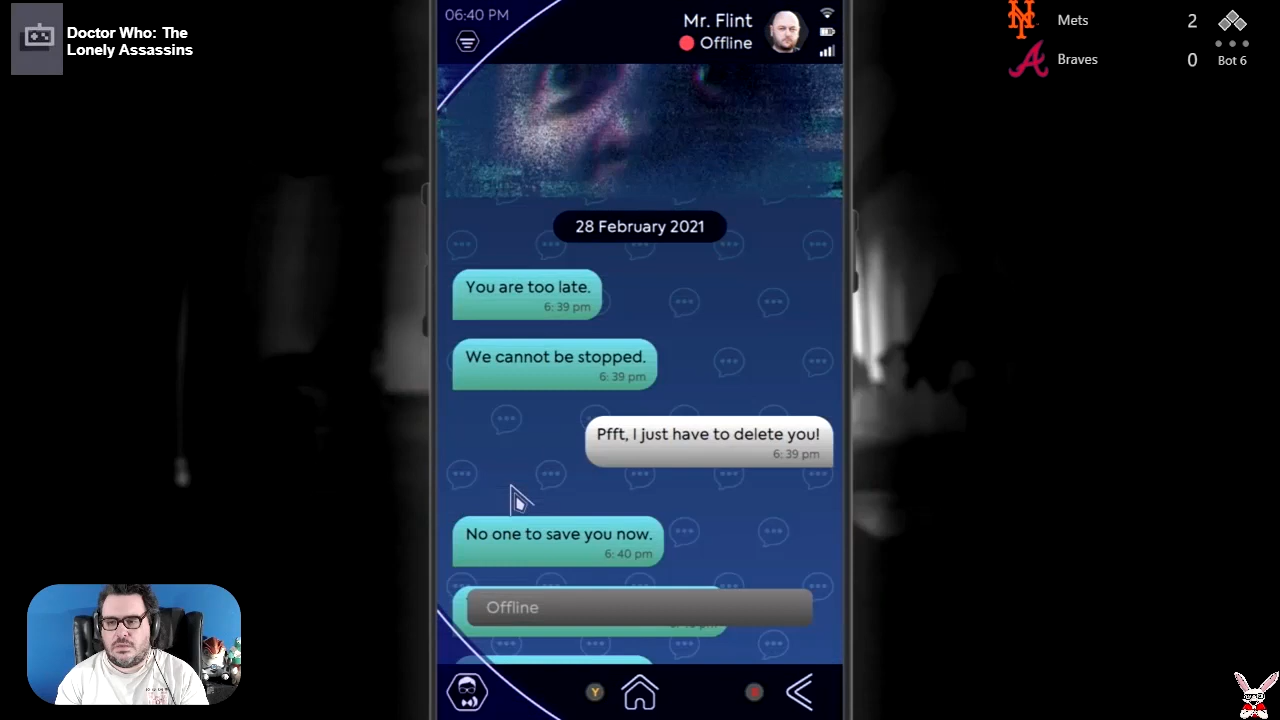 Doctor Who: The
Lonely Assassins
06:40 PM
Mr. Flint
Offline
Mets 2
Braves 0
Bot 6
28 February 2021
You are too late.
6:39 pm
We cannot be stopped.
6:39 pm
Pfft, I just have to delete you!
6:39 pm
No one to save you now.
6:40 pm
Offline
Y